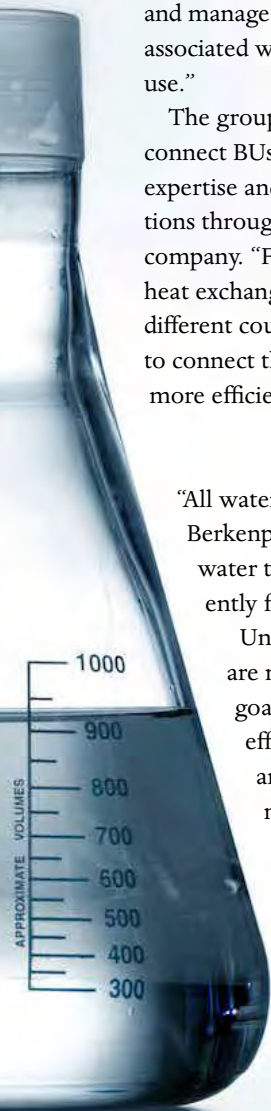 and manage
associated w
use.”
The group
connect BUs
expertise and
tions through
company. “F
heat exchang
different cou
to connect th
more efficie
“All water
Berkenp
water t
ently f
Un
are n
goa
eff
an
1000
900
800
700
600
500
400
300
APPROXIMATE VOLUMES